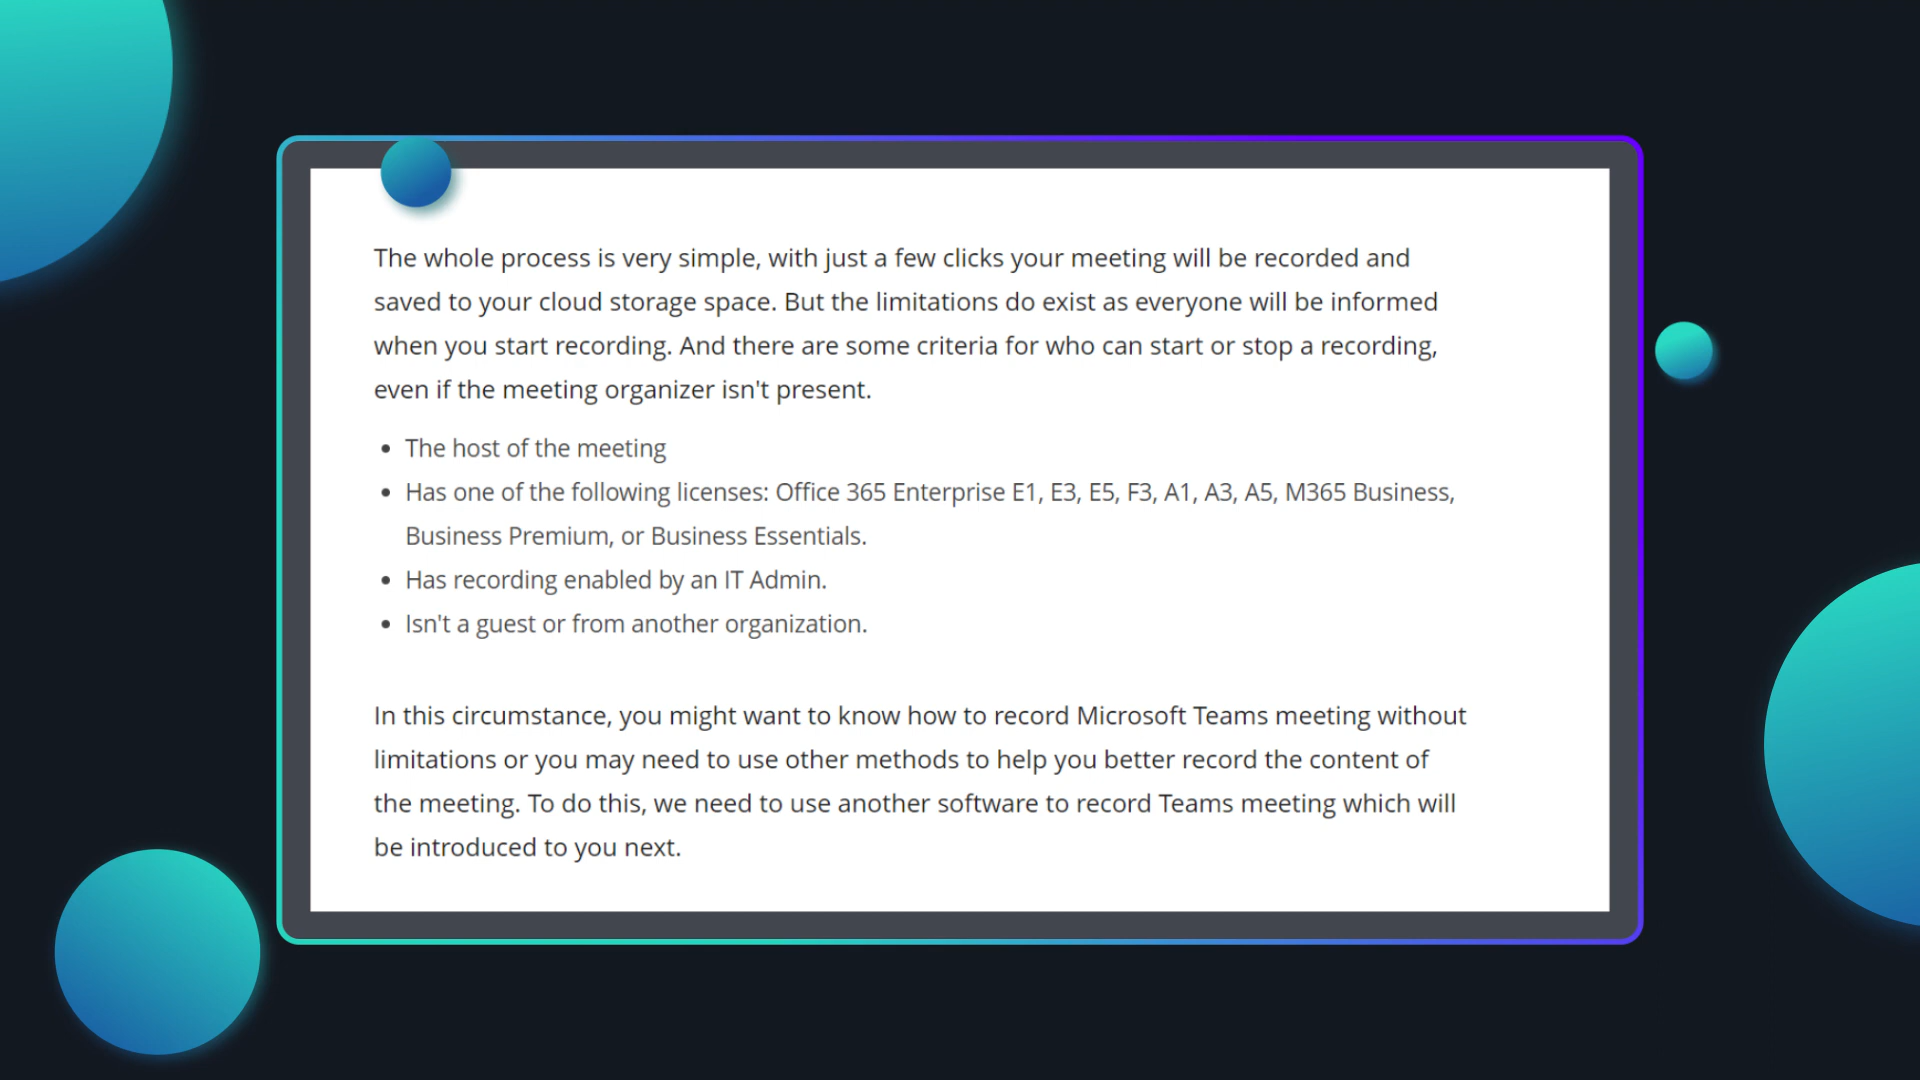 The whole process is very simple, with just a few clicks your meeting will be recorded and
saved to your cloud storage space. But the limitations do exist as everyone will be informed
when you start recording. And there are some criteria for who can start or stop a recording,
even if the meeting organizer isn't present.
• The host of the meeting
• Has one of the following licenses: Office 365 Enterprise E1, E3, E5, F3, A1, A3, A5, M365 Business,
Business Premium, or Business Essentials.
• Has recording enabled by an IT Admin.
• Isn't a guest or from another organization.
In this circumstance, you might want to know how to record Microsoft Teams meeting without
limitations or you may need to use other methods to help you better record the content of
the meeting. To do this, we need to use another software to record Teams meeting which will
be introduced to you next.